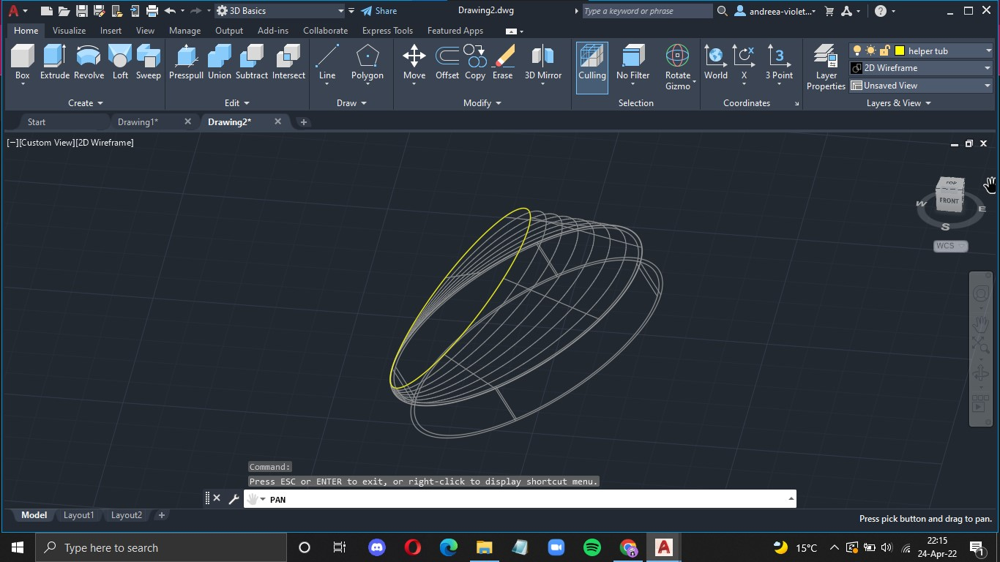 A 3D Basics Share Drawing2.dwg Type a keyword or phrase andreea-violet... ?
Home Visualize Insert View Manage Output Add-ins Collaborate Express Tools Featured Apps
Box Extrude Revolve Loft Sweep Presspull Union Subtract Intersect Line Polygon Move Offset Copy Erase 3D Mirror Culling No Filter Rotate Gizmo World X 3 Point Layer Properties
helper tub
2D Wireframe
Unsaved View
Create Edit Draw Modify Selection Coordinates Layers & View
Start Drawing1* Drawing2*
[−][Custom View][2D Wireframe]
TOP
FRONT
W E
S
WCS
Command:
Press ESC or ENTER to exit, or right-click to display shortcut menu.
PAN
Model Layout1 Layout2 +
Press pick button and drag to pan.
Type here to search
A
15°C
22:15
24-Apr-22
1